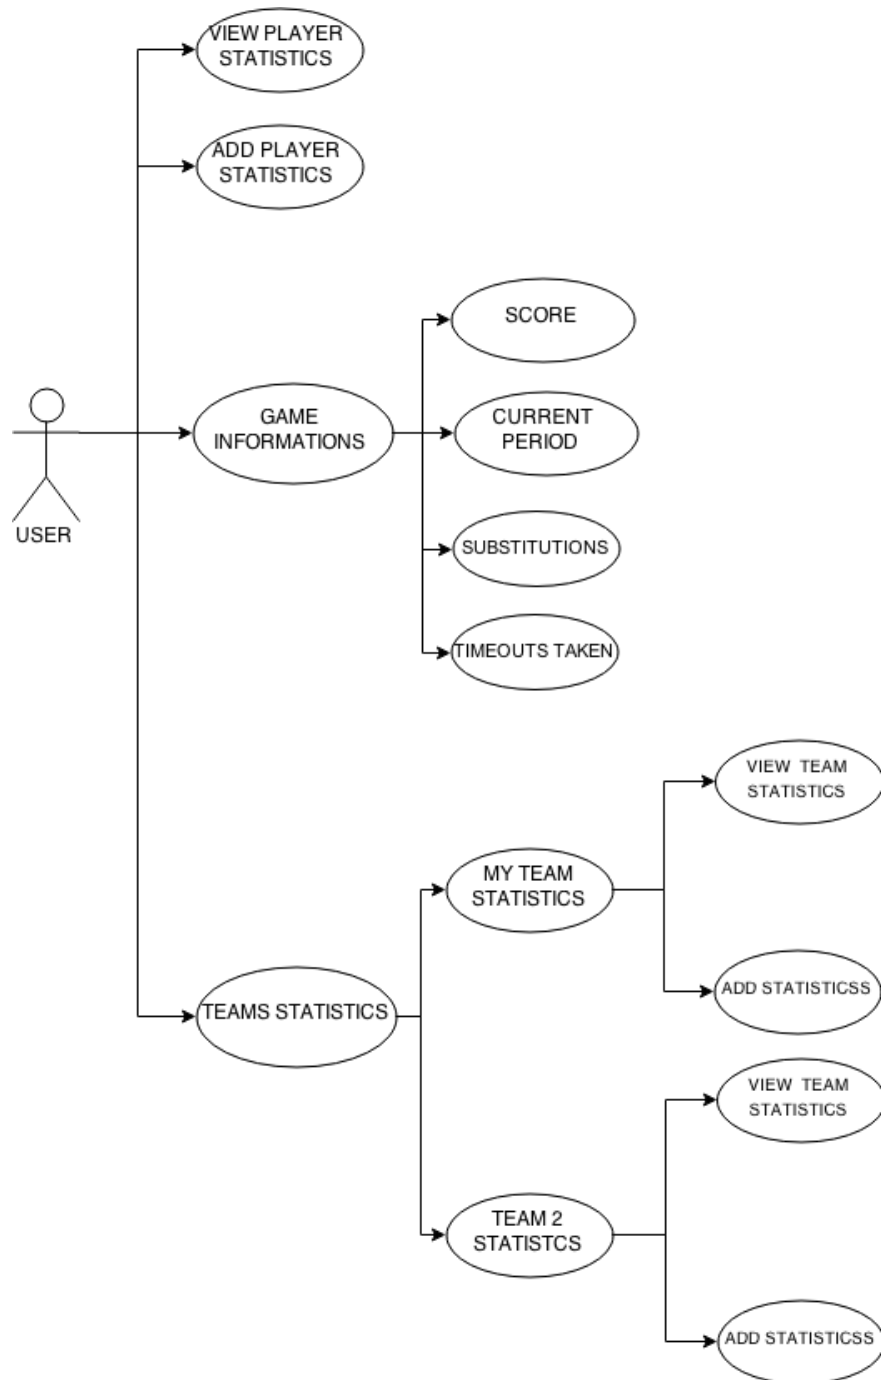 VIEW PLAYER
STATISTICS
ADD PLAYER
STATISTICS
SCORE
GAME
INFORMATIONS
CURRENT
PERIOD
USER
SUBSTITUTIONS
TIMEOUTS TAKEN
VIEW TEAM
STATISTICS
MY TEAM
STATISTICS
ADD STATISTICSS
TEAMS STATISTICS
VIEW TEAM
STATISTICS
TEAM 2
STATISTCS
ADD STATISTICSS